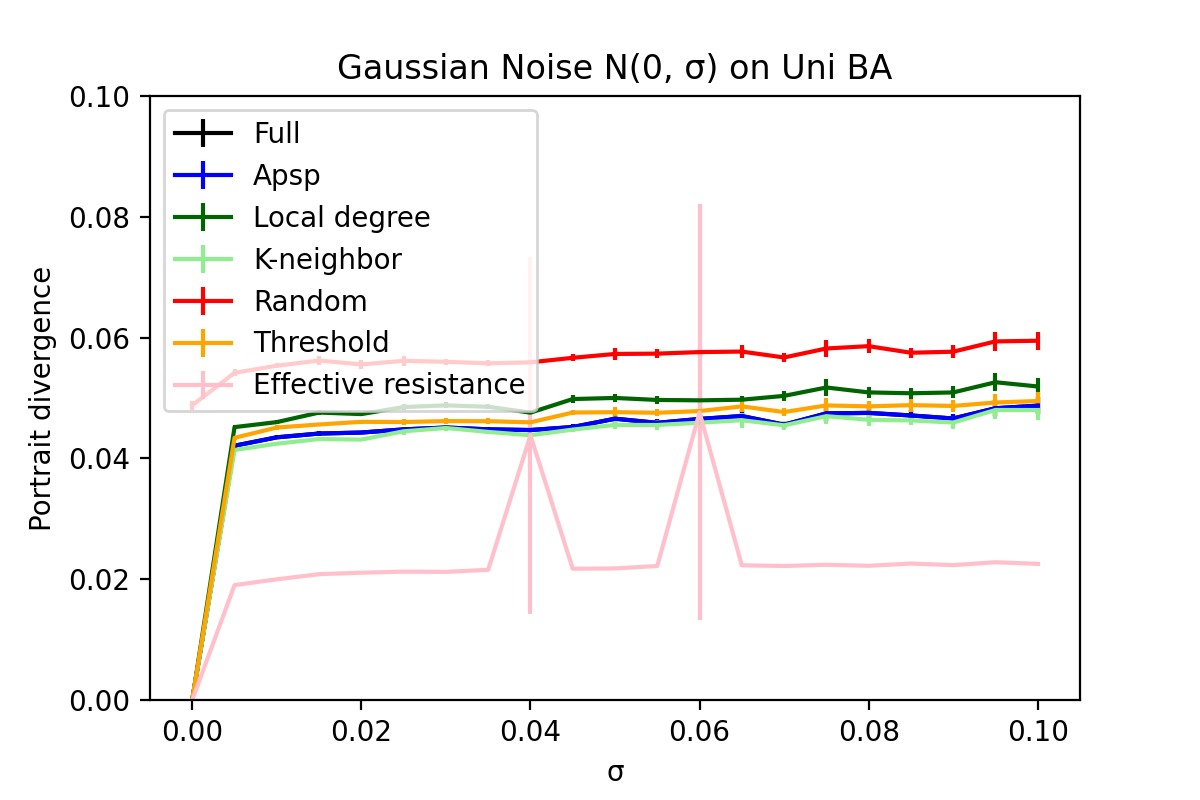 Gaussian Noise N(0, σ) on Uni BA
Portrait divergence
0.10
0.08
0.06
0.04
0.02
0.00
Full
Apsp
Local degree
K-neighbor
Random
Threshold
Effective resistance
0.00 0.02 0.04 0.06 0.08 0.10
σ